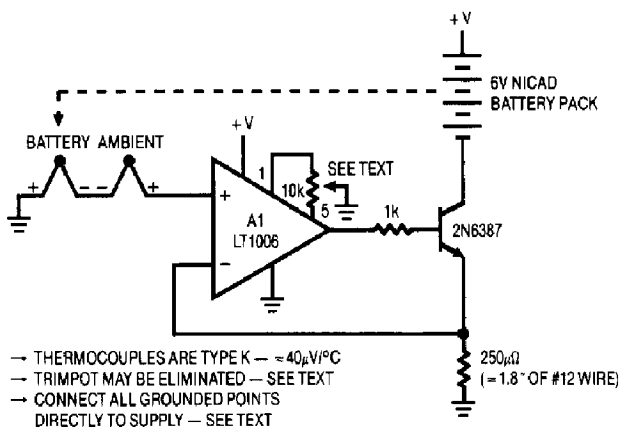 +V
6V NICAD
BATTERY PACK
BATTERY AMBIENT
+V
1
SEE TEXT
+ - - +
+
10k
5
1k
A1
LT1006
2N6387
-
→ THERMOCOUPLES ARE TYPE K — ≈40µV/°C
→ TRIMPOT MAY BE ELIMINATED — SEE TEXT
→ CONNECT ALL GROUNDED POINTS
DIRECTLY TO SUPPLY — SEE TEXT
250µΩ
(≈1.8" OF #12 WIRE)